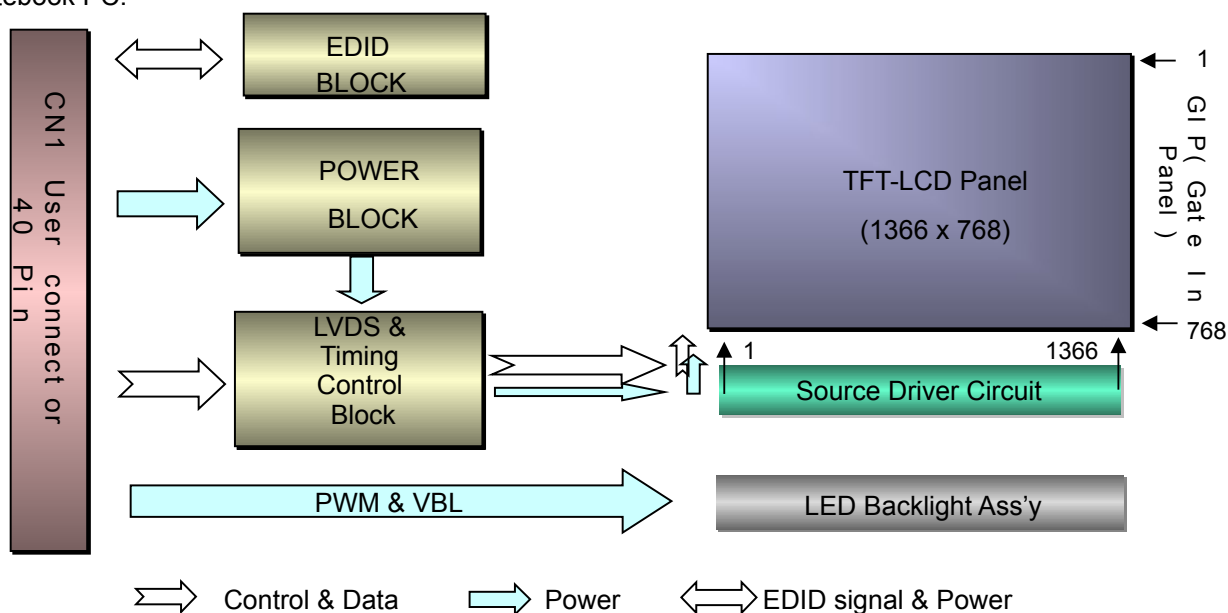 EDID
BLOCK
CN1 User connector
40 Pin
POWER
BLOCK
TFT-LCD Panel
(1366 x 768)
1
GIP( Gate In
Panel )
768
LVDS &
Timing
Control
Block
1
1366
Source Driver Circuit
PWM & VBL
LED Backlight Ass’y
Control & Data
Power
EDID signal & Power